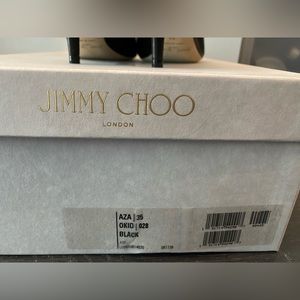 JIMMY CHOO
LONDON
AZA | 35
OKID | 028
BLACK